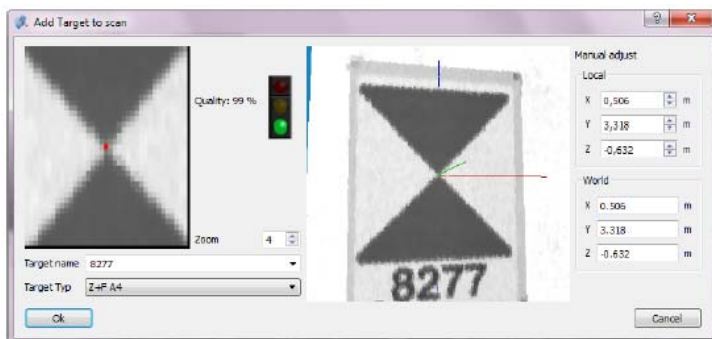 Add Target to scan
Quality: 99 %
Zoom 4
Target name 8277
Target Typ Z+F A4
Ok
8277
Manual adjust
Local
X 0,506 m
Y 3,318 m
Z -0,632 m
World
X 0.506 m
Y 3.318 m
Z -0.632 m
Cancel